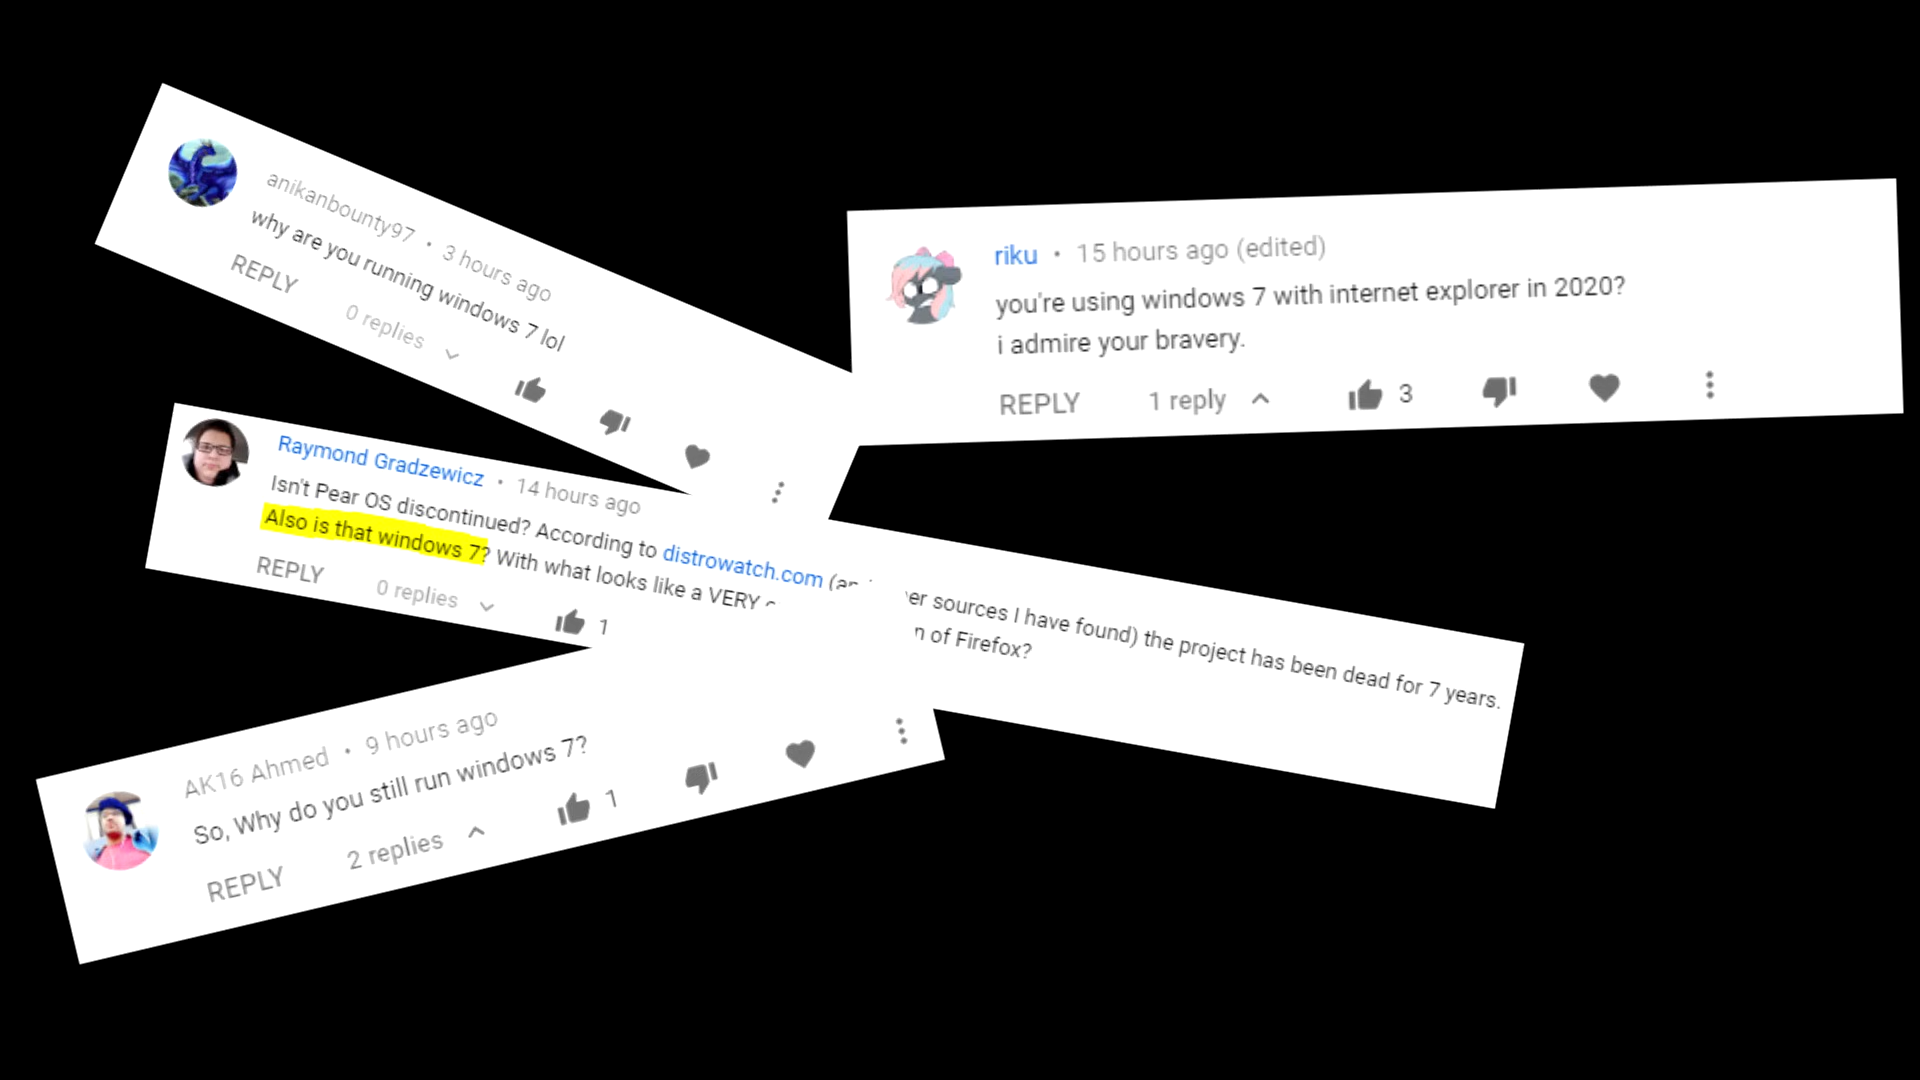 anikanbounty97 • 3 hours ago
why are you running windows 7 lol
REPLY 0 replies
riku • 15 hours ago (edited)
you're using windows 7 with internet explorer in 2020?
i admire your bravery.
REPLY 1 reply 3
Raymond Gradzewicz • 14 hours ago
Isn't Pear OS discontinued? According to distrowatch.com sources I have found) the project has been dead for 7 years.
Also is that windows 7? With what looks like a VERY of Firefox?
REPLY 0 replies 1
AK16 Ahmed • 9 hours ago
So, Why do you still run windows 7?
REPLY 2 replies 1